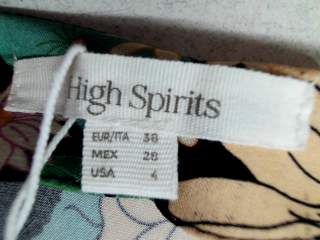 High Spirits
EUR/ITA 38
MEX 28
USA 4